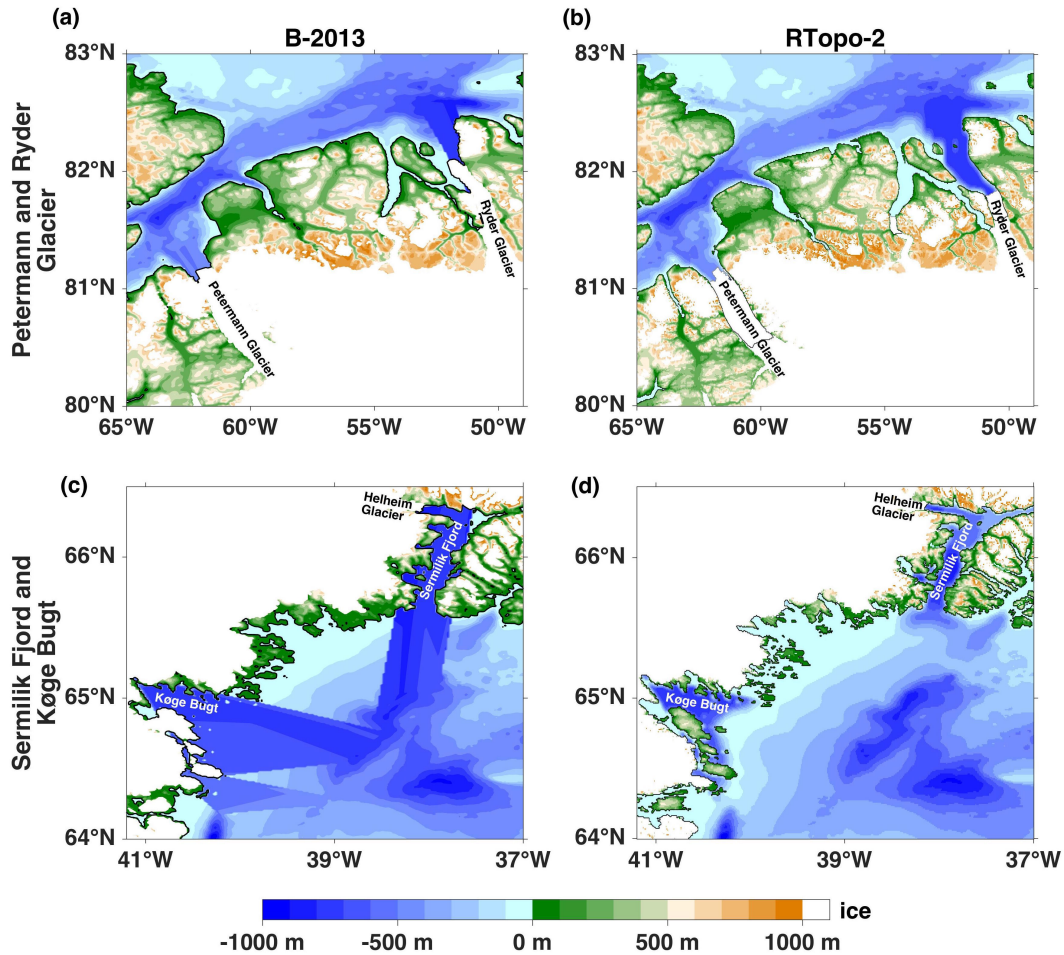 (a)
B-2013
(b)
RTopo-2
Petermann and Ryder
Glacier
83°N
82°N
81°N
80°N
65°W
60°W
55°W
50°W
Petermann Glacier
Ryder Glacier
83°N
82°N
81°N
80°N
65°W
60°W
55°W
50°W
Petermann Glacier
Ryder Glacier
Sermilik Fjord and
Køge Bugt
(c)
66°N
65°N
64°N
41°W
39°W
37°W
Helheim
Glacier
Sermilik Fjord
Køge Bugt
(d)
66°N
65°N
64°N
41°W
39°W
37°W
Helheim
Glacier
Sermilik Fjord
Køge Bugt
ice
-1000 m
-500 m
0 m
500 m
1000 m